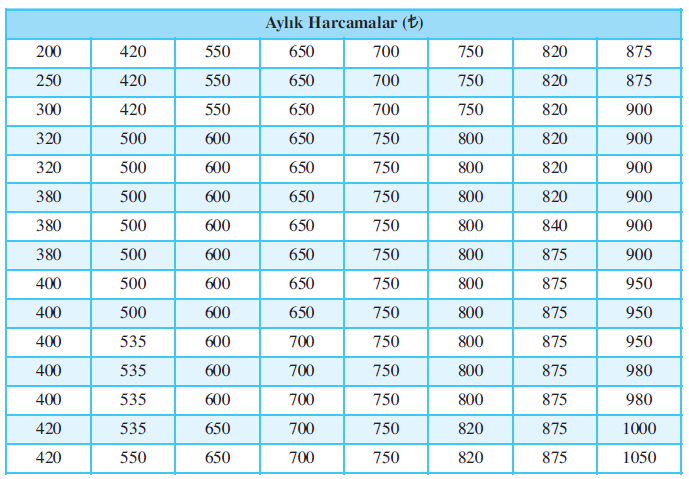 Aylık Harcamalar (₺)
200 420 550 650 700 750 820 875
250 420 550 650 700 750 820 875
300 420 550 650 700 750 820 900
320 500 600 650 750 800 820 900
320 500 600 650 750 800 820 900
380 500 600 650 750 800 820 900
380 500 600 650 750 800 840 900
380 500 600 650 750 800 875 900
400 500 600 650 750 800 875 950
400 500 600 650 750 800 875 950
400 535 600 700 750 800 875 950
400 535 600 700 750 800 875 980
400 535 600 700 750 800 875 980
420 535 650 700 750 820 875 1000
420 550 650 700 750 820 875 1050